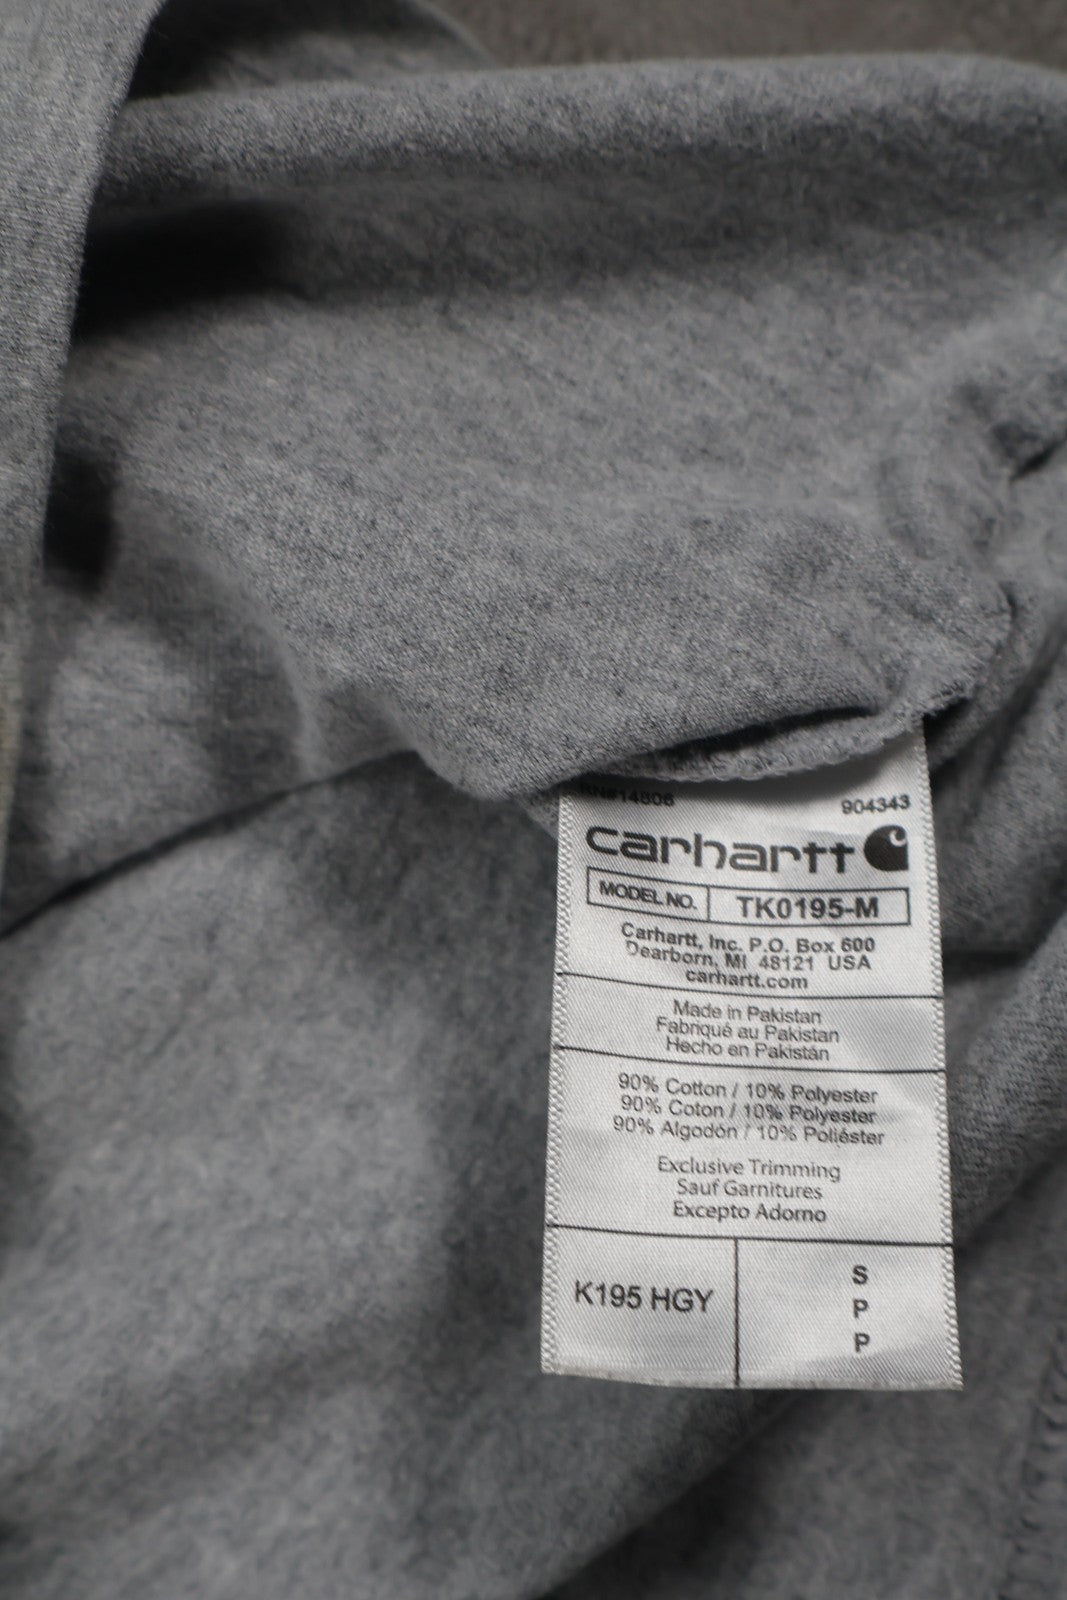 RN#14806
904343
carhartt
MODEL NO. TK0195-M
Carhartt, Inc. P.O. Box 600
Dearborn, MI 48121 USA
carhartt.com
Made in Pakistan
Fabriqué au Pakistan
Hecho en Pakistán
90% Cotton / 10% Polyester
90% Coton / 10% Polyester
90% Algodón / 10% Poliéster
Exclusive Trimming
Sauf Garnitures
Excepto Adorno
K195 HGY
S
P
P